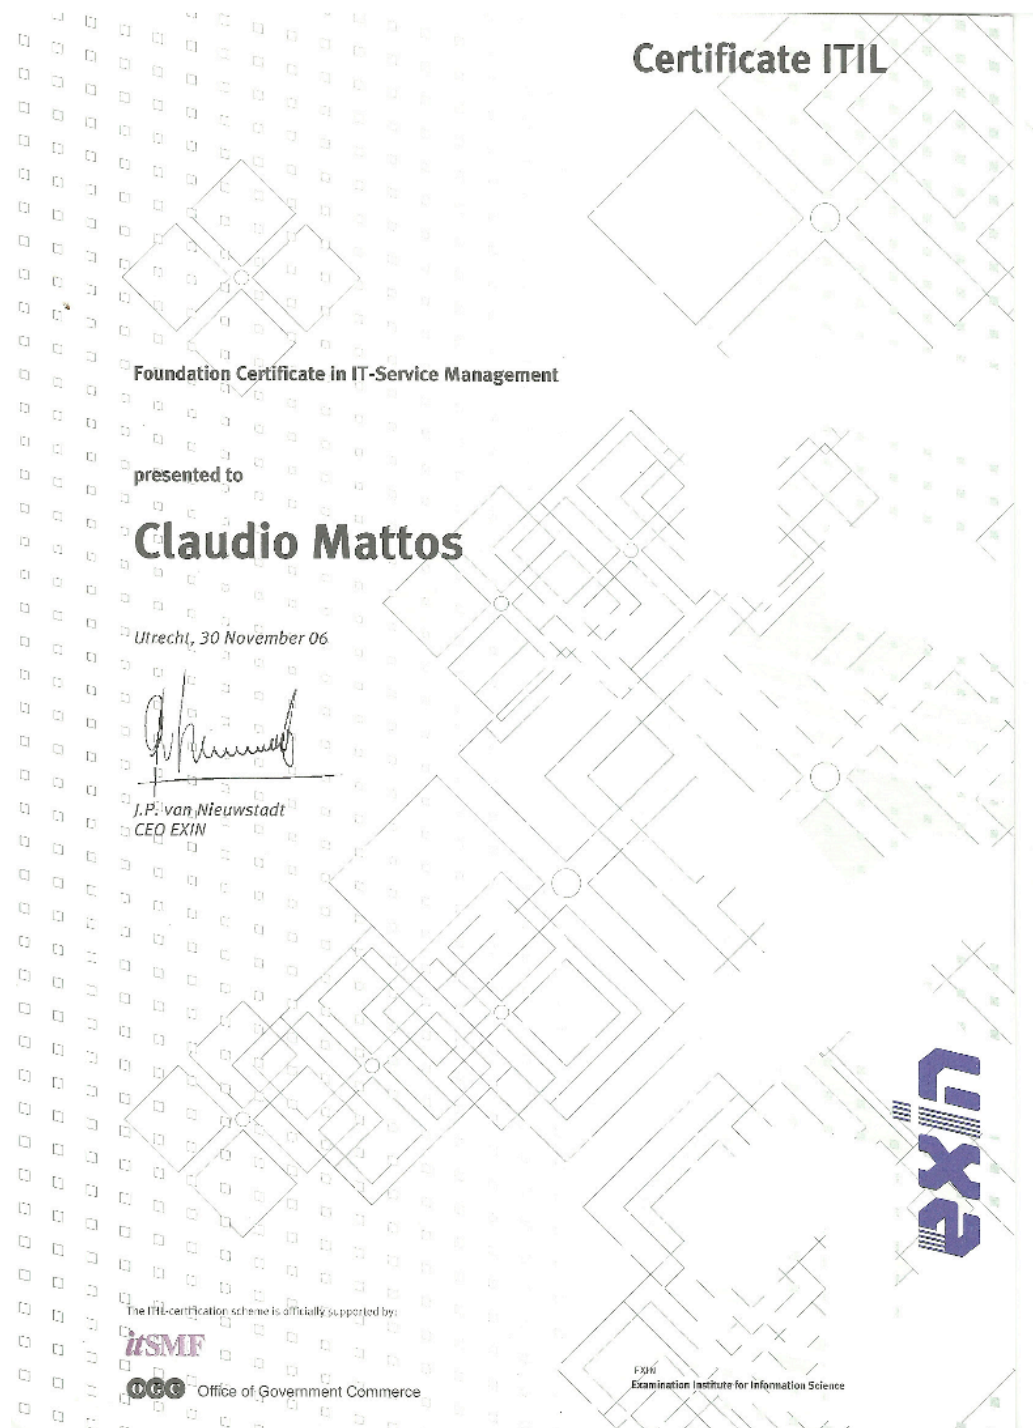 Certificate ITIL
Foundation Certificate in IT-Service Management
presented to
Claudio Mattos
Utrecht, 30 November 06
J.P. van Nieuwstadt
CEO EXIN
exin
The ITIL-certification scheme is officially supported by:
itSMF
OGC Office of Government Commerce
EXIN
Examination Institute for Information Science